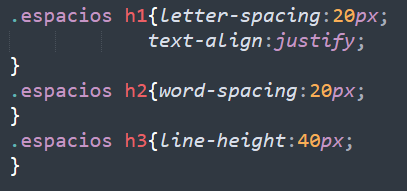 .espacios h1{letter-spacing:20px;
text-align:justify;
}
.espacios h2{word-spacing:20px;
}
.espacios h3{line-height:40px;
}